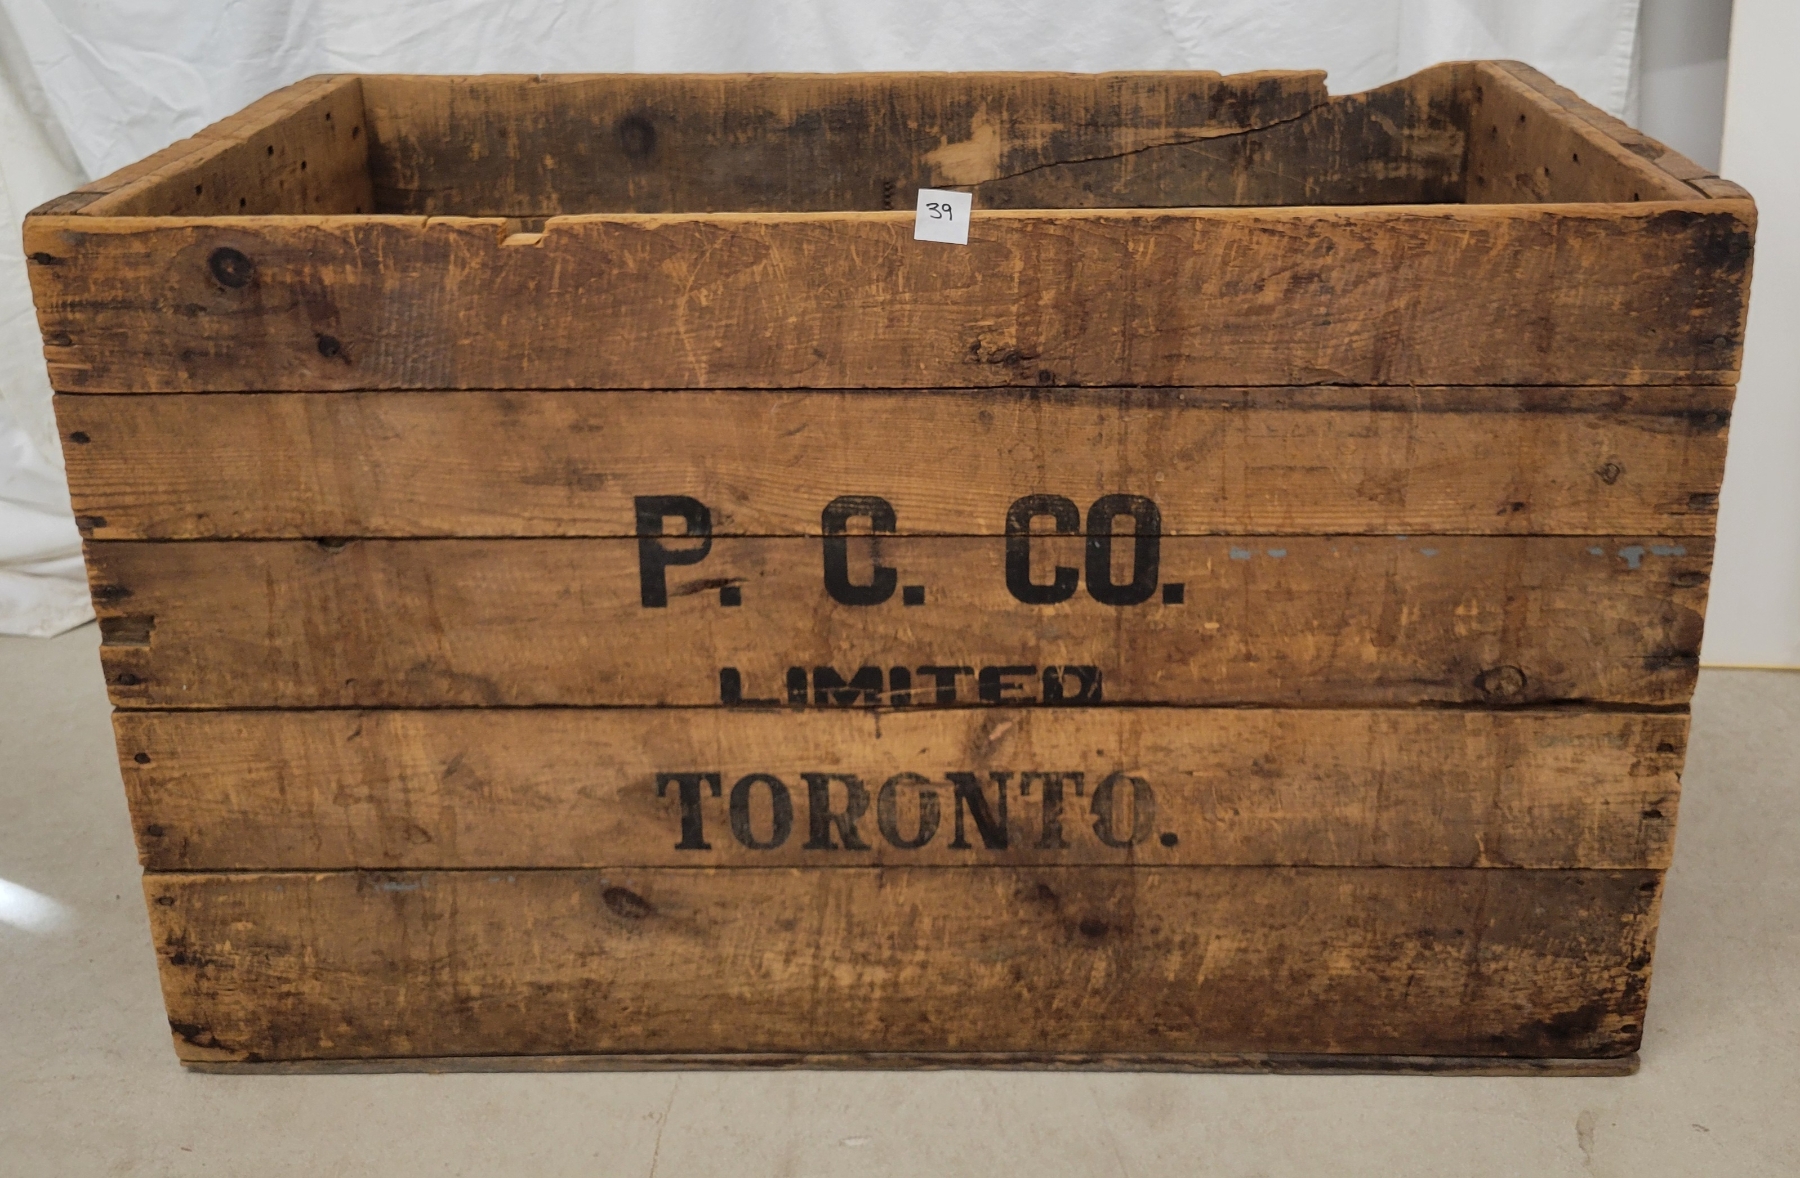 39
P. C. CO.
LIMITED
TORONTO.